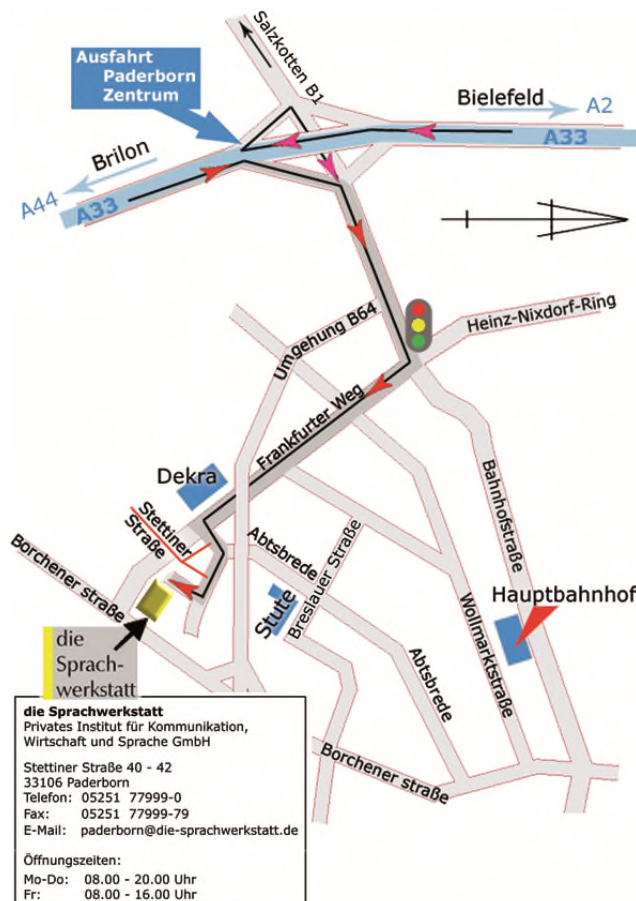 Salzkotten B1
Ausfahrt
Paderborn
Zentrum
Bielefeld
A2
A33
Brilon
A44
A33
Heinz-Nixdorf-Ring
Umgehung B64
Frankfurter Weg
Dekra
Bahnhofstraße
Stettiner
Straße
Abtsbrede
Breslauer Straße
Borchener straße
Stute
Hauptbahnhof
Wollmarktstraße
Abtsbrede
die
Sprach-
werkstatt
Borchener straße
die Sprachwerkstatt
Privates Institut für Kommunikation,
Wirtschaft und Sprache GmbH
Stettiner Straße 40 - 42
33106 Paderborn
Telefon: 05251 77999-0
Fax: 05251 77999-79
E-Mail: paderborn@die-sprachwerkstatt.de
Öffnungszeiten:
Mo-Do: 08.00 - 20.00 Uhr
Fr: 08.00 - 16.00 Uhr